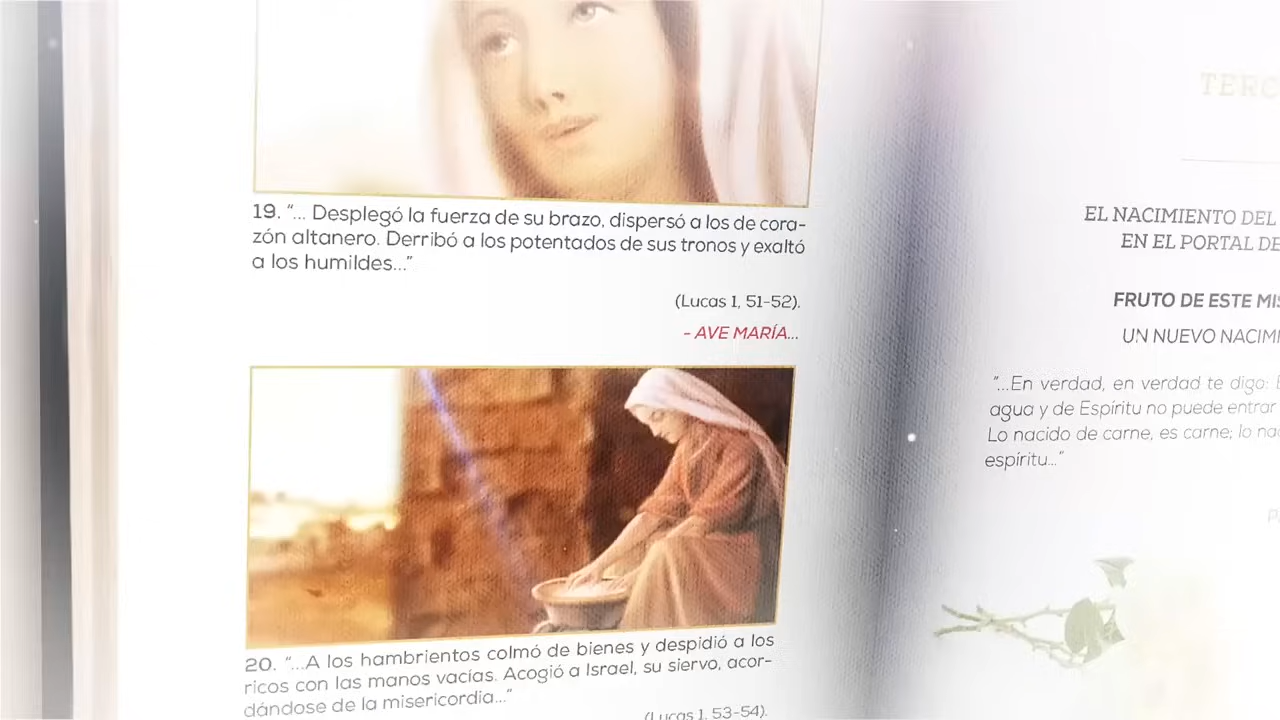 19. “... Desplegó la fuerza de su brazo, dispersó a los de cora-
zón altanero. Derribó a los potentados de sus tronos y exaltó
a los humildes...”
(Lucas 1, 51-52).
- AVE MARÍA...
20. “...A los hambrientos colmó de bienes y despidió a los
ricos con las manos vacías. Acogió a Israel, su siervo, acor-
dándose de la misericordia...”
(Lucas 1, 53-54).
EL NACIMIENTO DEL
EN EL PORTAL DE
FRUTO DE ESTE
UN NUEVO
“...En verdad, en verdad te digo:
agua y de Espíritu no puede entrar
Lo nacido de carne, es carne; lo
espíritu...”